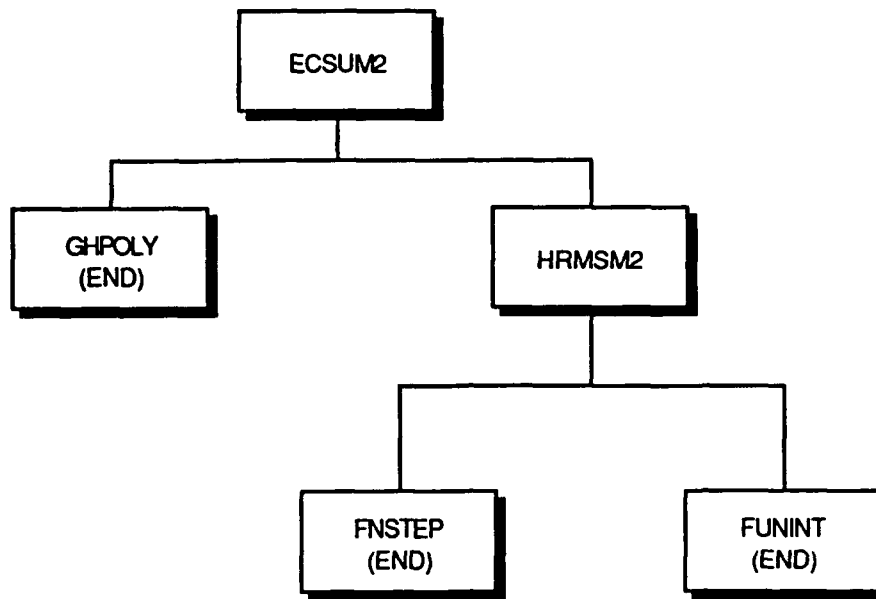 ECSUM2
GHPOLY
(END)
HRMSM2
FNSTEP
(END)
FUNINT
(END)